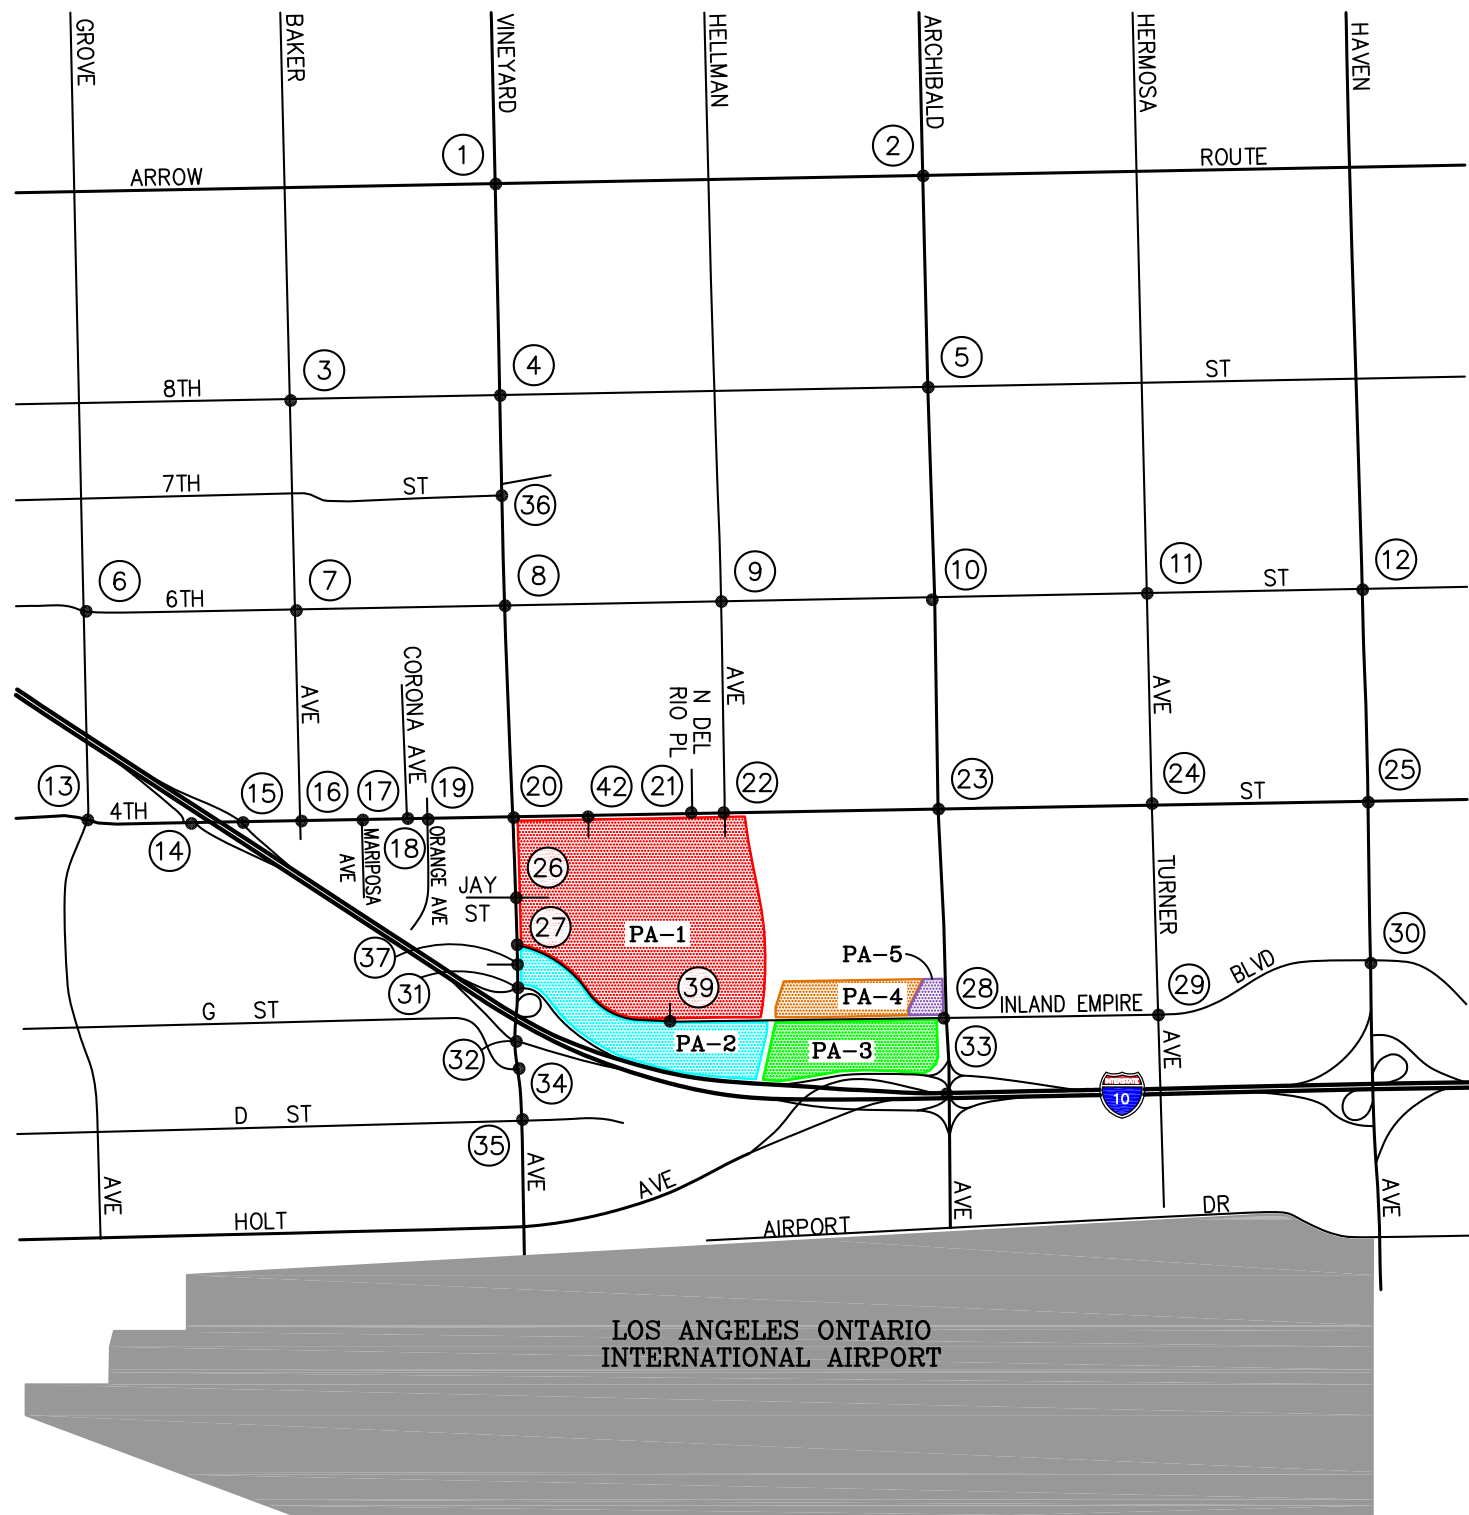 GROVE
BAKER
VINEYARD
HELLMAN
ARCHIBALD
HERMOSA
HAVEN
1
2
ARROW
ROUTE
3
4
5
8TH
ST
7TH
ST
36
6
7
8
9
10
11
12
6TH
ST
CORONA AVE
AVE
N DEL
RIO PL
AVE
AVE
13
15
16
17
19
20
42
21
22
23
24
25
4TH
ST
14
18
MARIPOSA
AVE
ORANGE AVE
26
JAY
ST
TURNER
27
PA-1
37
PA-5
30
31
39
PA-4
28
INLAND EMPIRE
29
BLVD
G ST
32
PA-2
PA-3
33
AVE
34
INTERSTATE
10
D ST
35
AVE
AVE
AVE
AVE
AVE
HOLT
AIRPORT
DR
LOS ANGELES ONTARIO
INTERNATIONAL AIRPORT